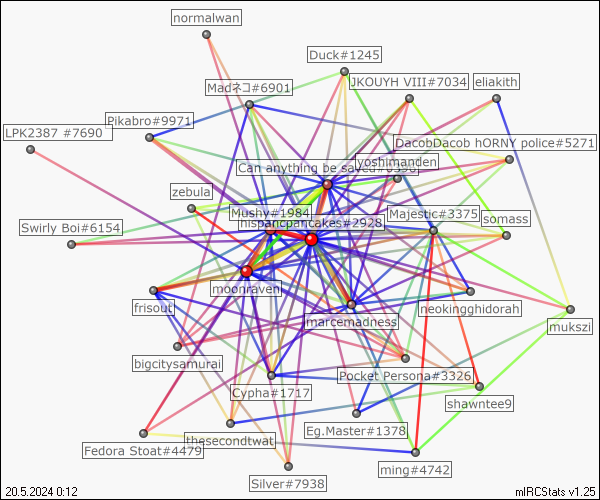 normalwan
Duck#1245
Madネコ#6901
JKOUYH VIII#7034
eliakith
Pikabro#9971
LPK2387 #7690
DacobDacob hORNY police#5271
yoshimanden
Can anything be saved#
zebula
Mushy#1984
Majestic#3375
somass
hispanicpancakes#2928
Swirly Boi#6154
moonraven
frisout
neokingghidorah
marcemadness
mukszi
bigcitysamurai
Pocket Persona#3326
Cypha#1717
shawntee9
Eg.Master#1378
thesecondtwat
Fedora Stoat#4479
ming#4742
Silver#7938
20.5.2024 0:12
mIRCStats v1.25